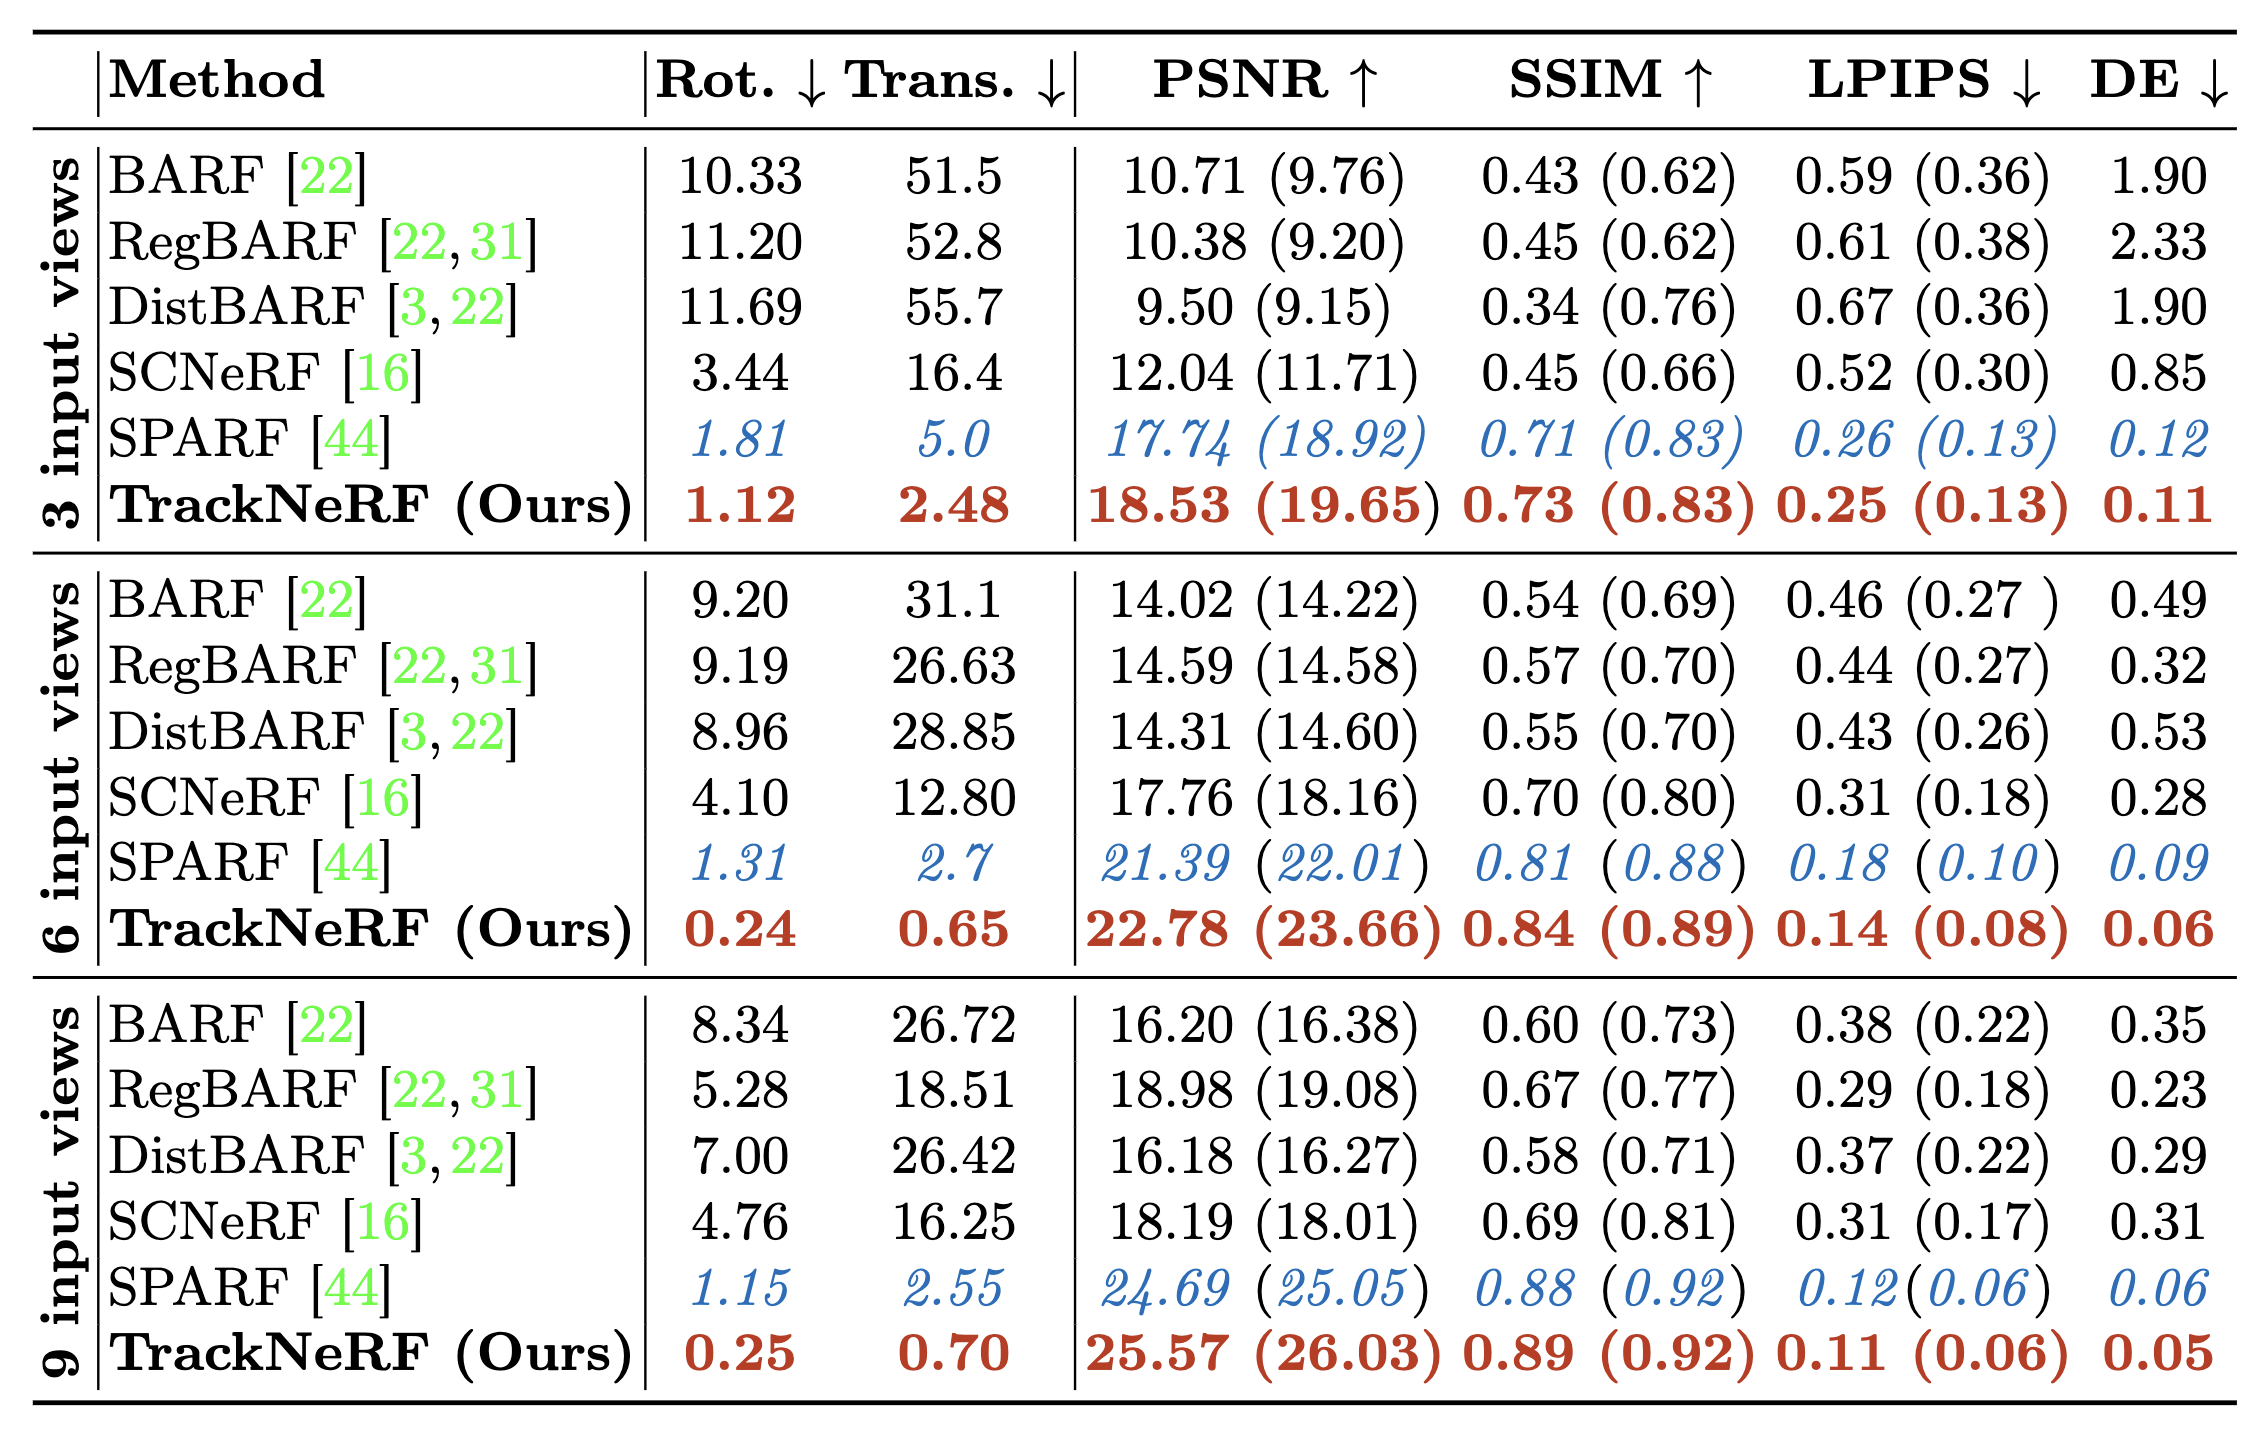 Method Rot. ↓ Trans. ↓ PSNR ↑ SSIM ↑ LPIPS ↓ DE ↓
3 input views
BARF [22] 10.33 51.5 10.71 (9.76) 0.43 (0.62) 0.59 (0.36) 1.90
RegBARF [22, 31] 11.20 52.8 10.38 (9.20) 0.45 (0.62) 0.61 (0.38) 2.33
DistBARF [3, 22] 11.69 55.7 9.50 (9.15) 0.34 (0.76) 0.67 (0.36) 1.90
SCNeRF [16] 3.44 16.4 12.04 (11.71) 0.45 (0.66) 0.52 (0.30) 0.85
SPARF [44] 1.81 5.0 17.74 (18.92) 0.71 (0.83) 0.26 (0.13) 0.12
TrackNeRF (Ours) 1.12 2.48 18.53 (19.65) 0.73 (0.83) 0.25 (0.13) 0.11
6 input views
BARF [22] 9.20 31.1 14.02 (14.22) 0.54 (0.69) 0.46 (0.27 ) 0.49
RegBARF [22, 31] 9.19 26.63 14.59 (14.58) 0.57 (0.70) 0.44 (0.27) 0.32
DistBARF [3, 22] 8.96 28.85 14.31 (14.60) 0.55 (0.70) 0.43 (0.26) 0.53
SCNeRF [16] 4.10 12.80 17.76 (18.16) 0.70 (0.80) 0.31 (0.18) 0.28
SPARF [44] 1.31 2.7 21.39 (22.01) 0.81 (0.88) 0.18 (0.10) 0.09
TrackNeRF (Ours) 0.24 0.65 22.78 (23.66) 0.84 (0.89) 0.14 (0.08) 0.06
9 input views
BARF [22] 8.34 26.72 16.20 (16.38) 0.60 (0.73) 0.38 (0.22) 0.35
RegBARF [22, 31] 5.28 18.51 18.98 (19.08) 0.67 (0.77) 0.29 (0.18) 0.23
DistBARF [3, 22] 7.00 26.42 16.18 (16.27) 0.58 (0.71) 0.37 (0.22) 0.29
SCNeRF [16] 4.76 16.25 18.19 (18.01) 0.69 (0.81) 0.31 (0.17) 0.31
SPARF [44] 1.15 2.55 24.69 (25.05) 0.88 (0.92) 0.12(0.06) 0.06
TrackNeRF (Ours) 0.25 0.70 25.57 (26.03) 0.89 (0.92) 0.11 (0.06) 0.05